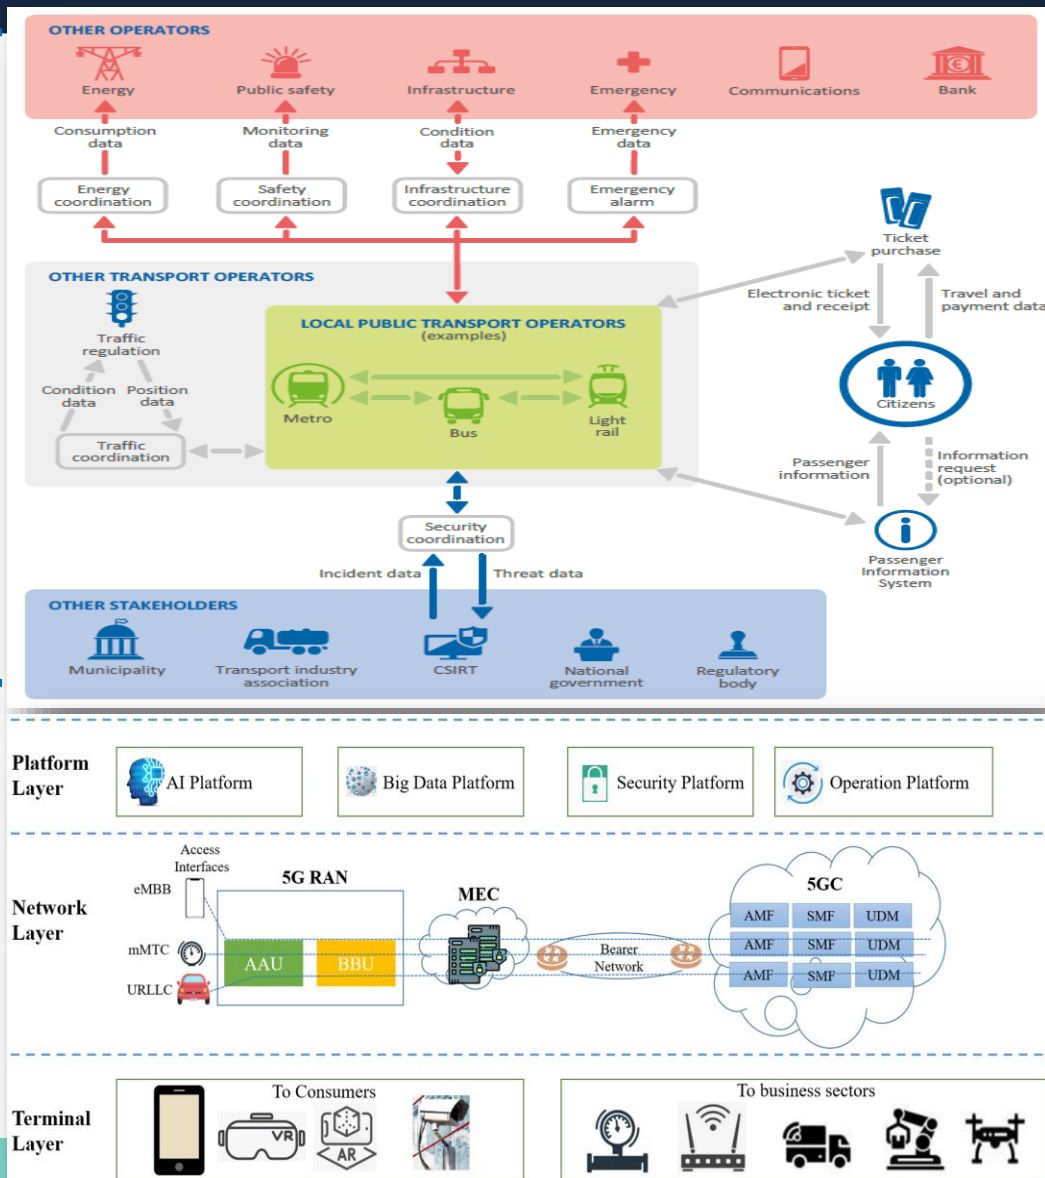 OTHER OPERATORS
Energy
Public safety
Infrastructure
Emergency
Communications
Bank
Consumption
data
Monitoring
data
Condition
data
Emergency
data
Energy
coordination
Safety
coordination
Infrastructure
coordination
Emergency
alarm
Ticket
purchase
OTHER TRANSPORT OPERATORS
Traffic
regulation
Condition
data
Position
data
Traffic
coordination
LOCAL PUBLIC TRANSPORT OPERATORS
(examples)
Metro
Bus
Light
rail
Electronic ticket
and receipt
Travel and
payment data
Citizens
Passenger
information
Information
request
(optional)
Passenger
Information
System
Security
coordination
Incident data
Threat data
OTHER STAKEHOLDERS
Municipality
Transport industry
association
CSIRT
National
government
Regulatory
body
Platform
Layer
AI Platform
Big Data Platform
Security Platform
Operation Platform
Network
Layer
Access
Interfaces
eMBB
mMTC
URLLC
5G RAN
AAU
BBU
MEC
Bearer
Network
5GC
AMF
SMF
UDM
AMF
SMF
UDM
AMF
SMF
UDM
Terminal
Layer
To Consumers
VR
AR
To business sectors